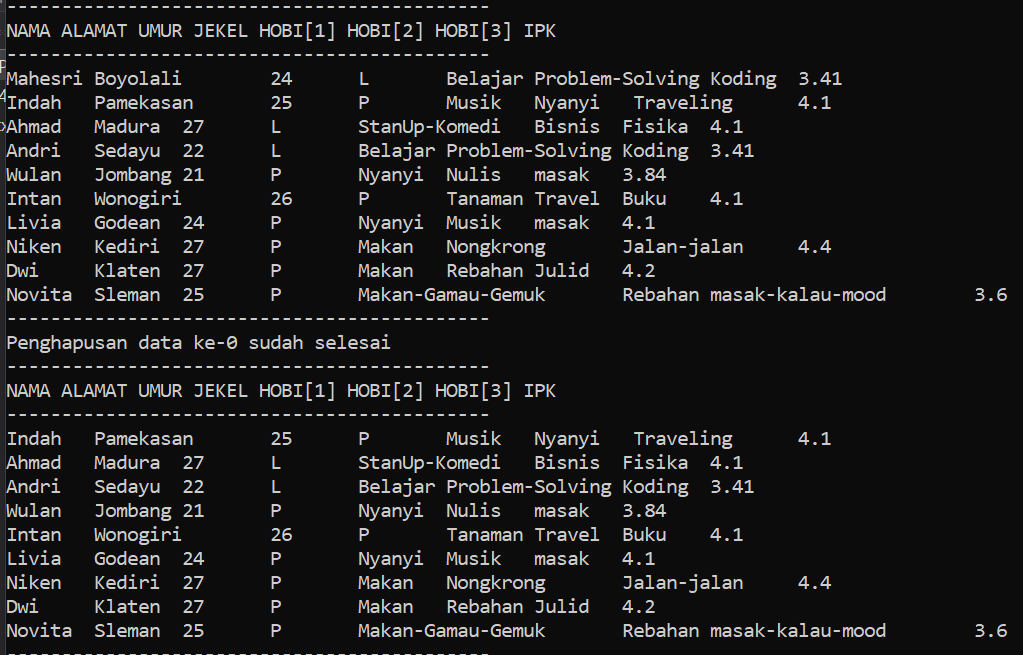 --------------------------------------------
NAMA ALAMAT UMUR JEKEL HOBI[1] HOBI[2] HOBI[3] IPK
--------------------------------------------
Mahesri Boyolali        24      L       Belajar Problem-Solving Koding  3.41
Indah   Pamekasan       25      P       Musik   Nyanyi   Traveling      4.1
Ahmad   Madura  27      L       StanUp-Komedi   Bisnis  Fisika  4.1
Andri   Sedayu  22      L       Belajar Problem-Solving Koding  3.41
Wulan   Jombang 21      P       Nyanyi  Nulis   masak   3.84
Intan   Wonogiri        26      P       Tanaman Travel  Buku    4.1
Livia   Godean  24      P       Nyanyi  Musik   masak   4.1
Niken   Kediri  27      P       Makan   Nongkrong       Jalan-jalan     4.4
Dwi     Klaten  27      P       Makan   Rebahan Julid   4.2
Novita  Sleman  25      P       Makan-Gamau-Gemuk       Rebahan masak-kalau-mood        3.6
--------------------------------------------
Penghapusan data ke-0 sudah selesai
--------------------------------------------
NAMA ALAMAT UMUR JEKEL HOBI[1] HOBI[2] HOBI[3] IPK
--------------------------------------------
Indah   Pamekasan       25      P       Musik   Nyanyi   Traveling      4.1
Ahmad   Madura  27      L       StanUp-Komedi   Bisnis  Fisika  4.1
Andri   Sedayu  22      L       Belajar Problem-Solving Koding  3.41
Wulan   Jombang 21      P       Nyanyi  Nulis   masak   3.84
Intan   Wonogiri        26      P       Tanaman Travel  Buku    4.1
Livia   Godean  24      P       Nyanyi  Musik   masak   4.1
Niken   Kediri  27      P       Makan   Nongkrong       Jalan-jalan     4.4
Dwi     Klaten  27      P       Makan   Rebahan Julid   4.2
Novita  Sleman  25      P       Makan-Gamau-Gemuk       Rebahan masak-kalau-mood        3.6
--------------------------------------------